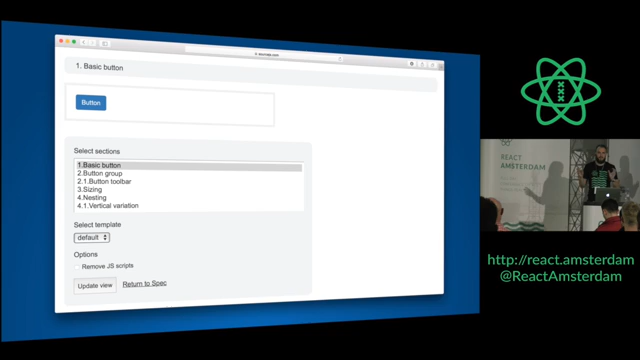 1. Basic button
Button
Select sections
1.Basic button
2.Button group
2.1.Button toolbar
3.Sizing
4.Nesting
4.1.Vertical variation
Select template
default
Options
Remove JS scripts
Update view
Return to Spec
REACT
AMSTERDAM
http://react.amsterdam
@ReactAmsterdam